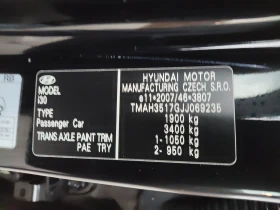 HYUNDAI MOTOR
MANUFACTURING CZECH S.R.O.
e11*2007/46*3807
TMAH3517GJJ069235
1900 kg
3400 kg
1- 1050 kg
2- 950 kg
MODEL
i30
TYPE
Passenger Car
TRANS AXLE PAINT TRIM
PAE TRY